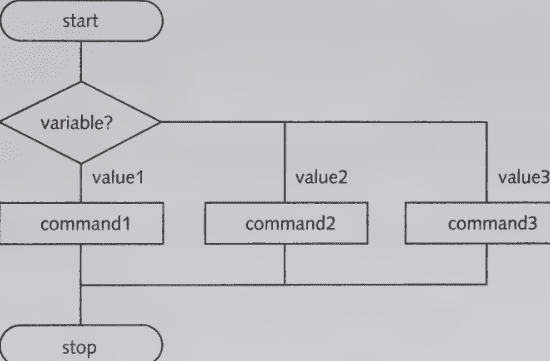 start
variable?
value1
value2
value3
command1
command2
command3
stop